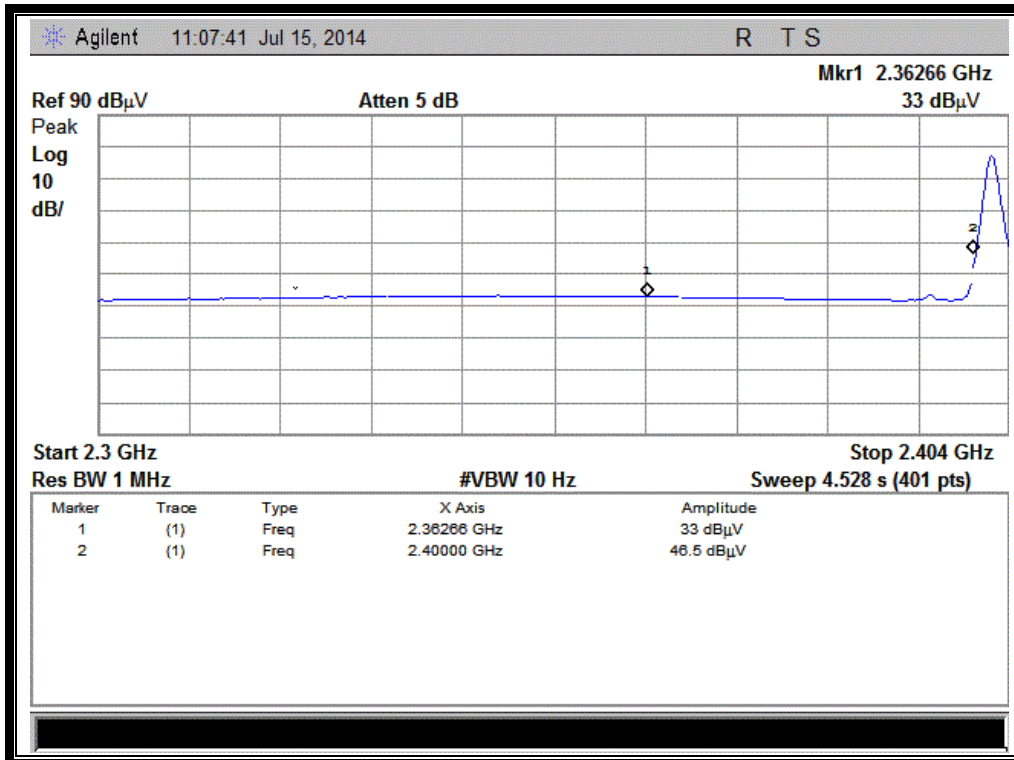 Agilent 11:07:41 Jul 15, 2014 R T S
Mkr1 2.36266 GHz
Ref 90 dBµV Atten 5 dB 33 dBµV
Peak
Log
10
dB/
1
2
Start 2.3 GHz Stop 2.404 GHz
Res BW 1 MHz #VBW 10 Hz Sweep 4.528 s (401 pts)
Marker Trace Type X Axis Amplitude
1 (1) Freq 2.36266 GHz 33 dBµV
2 (1) Freq 2.40000 GHz 46.5 dBµV